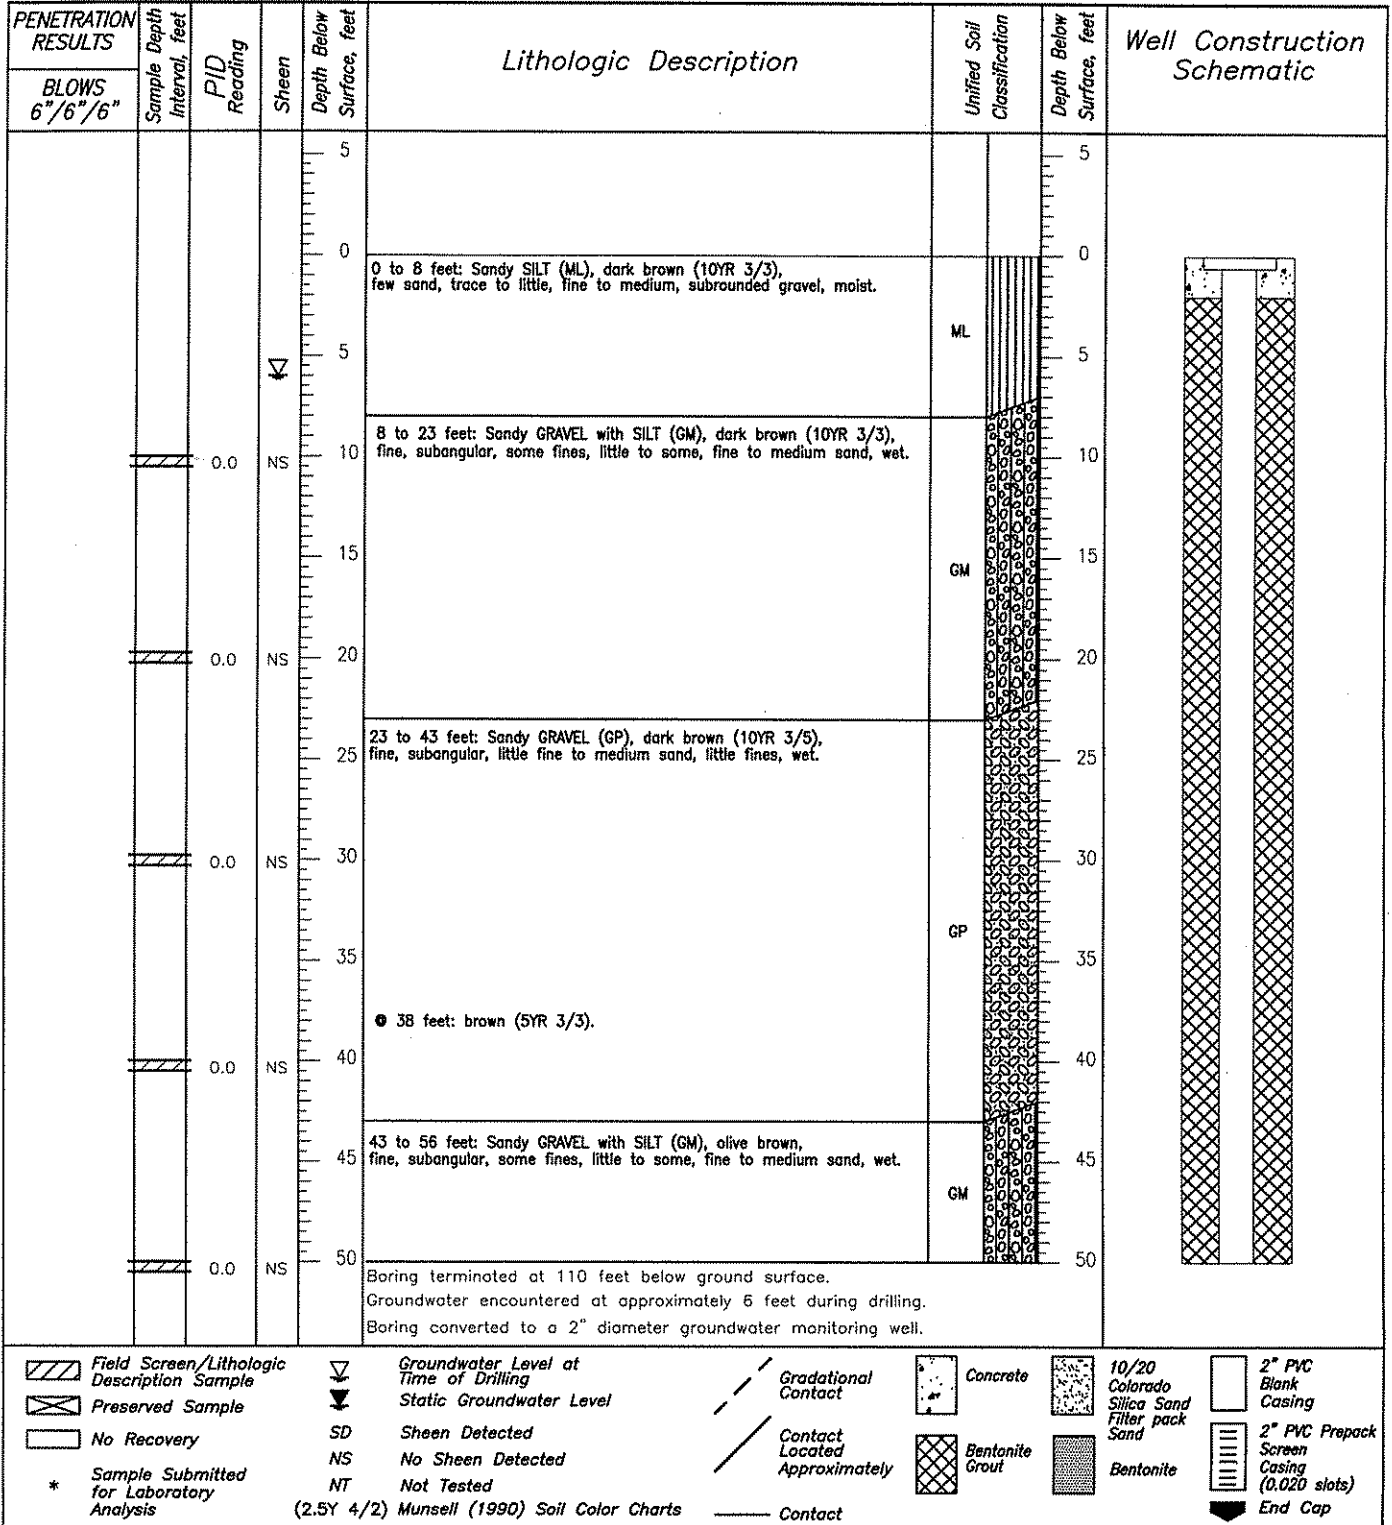 PENETRATION RESULTS
BLOWS 6"/6"/6"
Sample Depth Interval, feet
PID Reading
Sheen
Depth Below Surface, feet
Lithologic Description
Unified Soil Classification
Depth Below Surface, feet
Well Construction Schematic
5 5
0 0
0 to 8 feet: Sandy SILT (ML), dark brown (10YR 3/3),
few sand, trace to little, fine to medium, subrounded gravel, moist.
ML
5 5
8 to 23 feet: Sandy GRAVEL with SILT (GM), dark brown (10YR 3/3),
fine, subangular, some fines, little to some, fine to medium sand, wet.
0.0 NS 10 10
15 15
GM
0.0 NS 20 20
23 to 43 feet: Sandy GRAVEL (GP), dark brown (10YR 3/5),
fine, subangular, little fine to medium sand, little fines, wet.
25 25
0.0 NS 30 30
GP
35 35
@ 38 feet: brown (5YR 3/3).
0.0 NS 40 40
43 to 56 feet: Sandy GRAVEL with SILT (GM), olive brown,
fine, subangular, some fines, little to some, fine to medium sand, wet.
45 45
GM
0.0 NS 50 50
Boring terminated at 110 feet below ground surface.
Groundwater encountered at approximately 6 feet during drilling.
Boring converted to a 2" diameter groundwater monitoring well.
Field Screen/Lithologic
Description Sample
Preserved Sample
No Recovery
* Sample Submitted
for Laboratory
Analysis
Groundwater Level at
Time of Drilling
Static Groundwater Level
SD Sheen Detected
NS No Sheen Detected
NT Not Tested
(2.5Y 4/2) Munsell (1990) Soil Color Charts
Gradational
Contact
Contact
Located
Approximately
Contact
Concrete
Bentonite
Grout
10/20
Colorado
Silica Sand
Filter pack
Sand
Bentonite
2" PVC
Blank
Casing
2" PVC Prepack
Screen
Casing
(0.020 slots)
End Cap